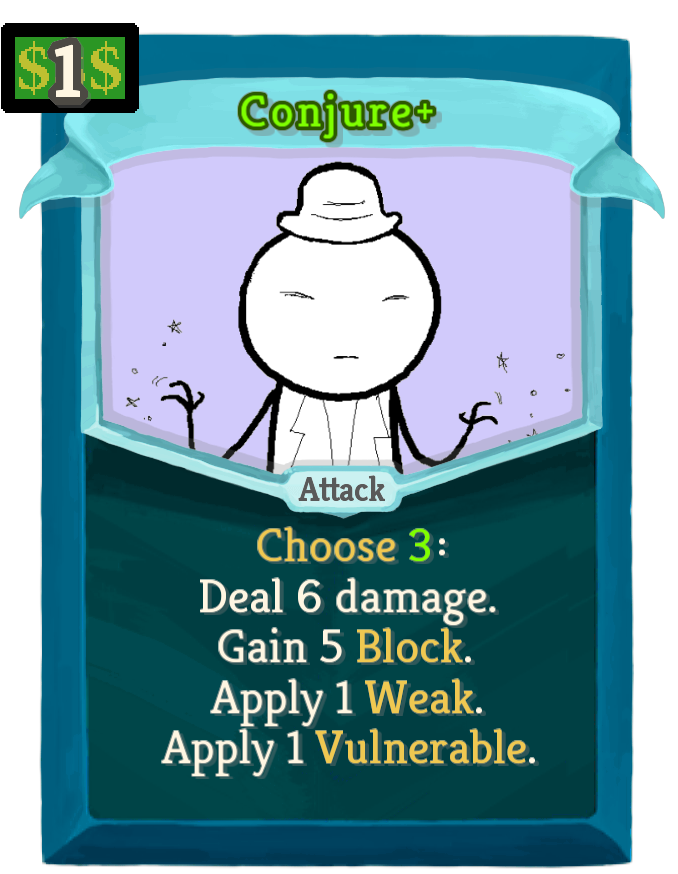 $1$
Conjure+
Attack
Choose 3:
Deal 6 damage.
Gain 5 Block.
Apply 1 Weak.
Apply 1 Vulnerable.